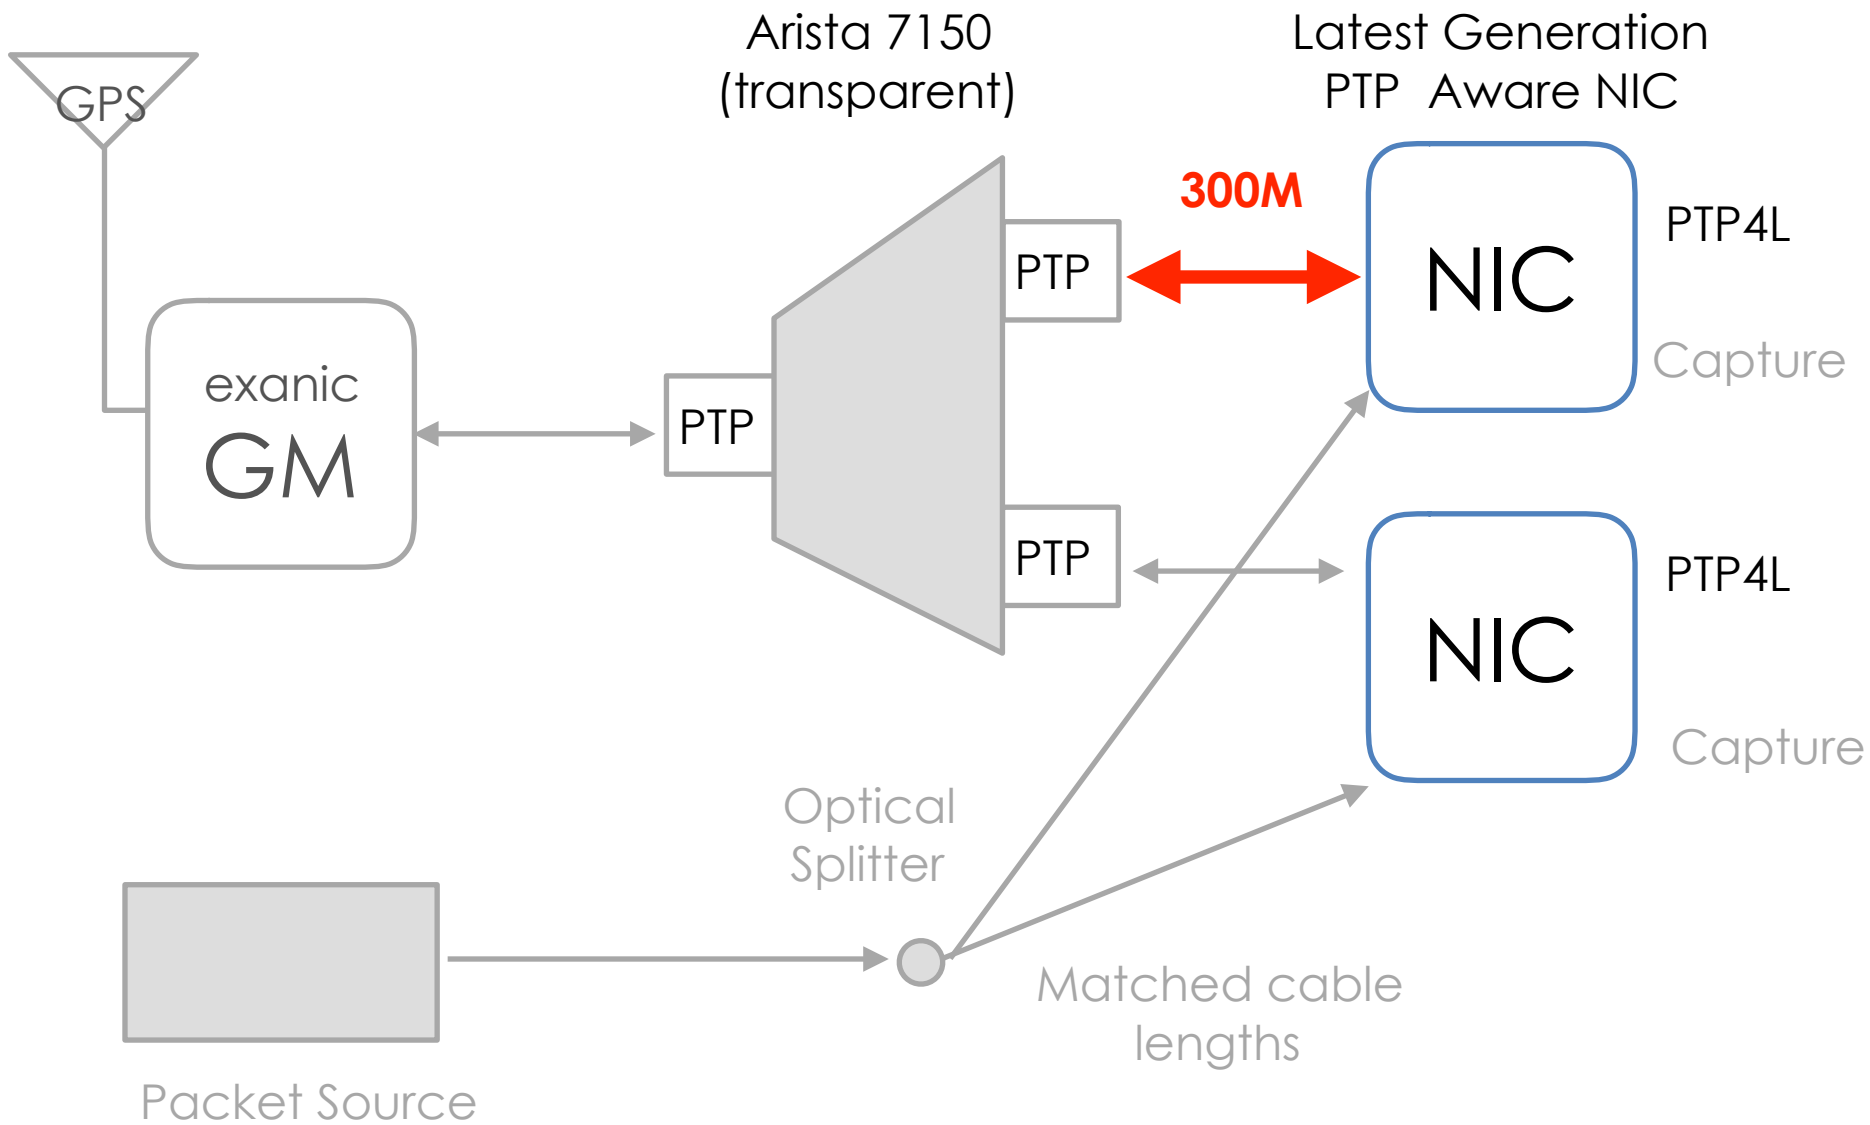 Arista 7150
(transparent)
Latest Generation
PTP Aware NIC
GPS
300M
PTP
NIC
PTP4L
Capture
exanic
GM
PTP
PTP
NIC
PTP4L
Capture
Optical
Splitter
Matched cable
lengths
Packet Source